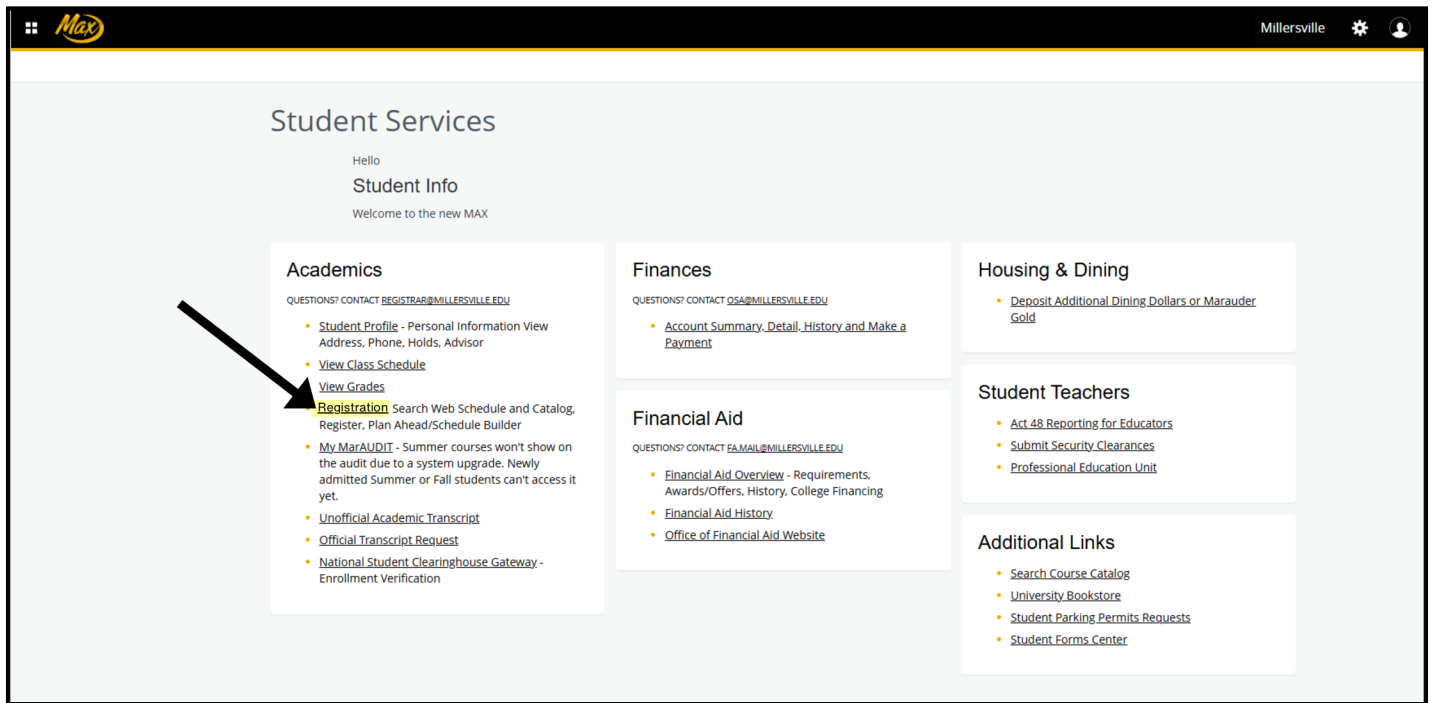 Max
Millersville
Student Services
Hello
Student Info
Welcome to the new MAX
Academics
QUESTIONS? CONTACT REGISTRAR@MILLERSVILLE.EDU
Student Profile - Personal Information View
Address, Phone, Holds, Advisor
View Class Schedule
View Grades
Registration Search Web Schedule and Catalog,
Register, Plan Ahead/Schedule Builder
My MarAUDIT - Summer courses won't show on
the audit due to a system upgrade. Newly
admitted Summer or Fall students can't access it
yet.
Unofficial Academic Transcript
Official Transcript Request
National Student Clearinghouse Gateway -
Enrollment Verification
Finances
QUESTIONS? CONTACT OSA@MILLERSVILLE.EDU
Account Summary, Detail, History and Make a
Payment
Financial Aid
QUESTIONS? CONTACT FA.MAIL@MILLERSVILLE.EDU
Financial Aid Overview - Requirements,
Awards/Offers, History, College Financing
Financial Aid History
Office of Financial Aid Website
Housing & Dining
Deposit Additional Dining Dollars or Marauder
Gold
Student Teachers
Act 48 Reporting for Educators
Submit Security Clearances
Professional Education Unit
Additional Links
Search Course Catalog
University Bookstore
Student Parking Permits Requests
Student Forms Center